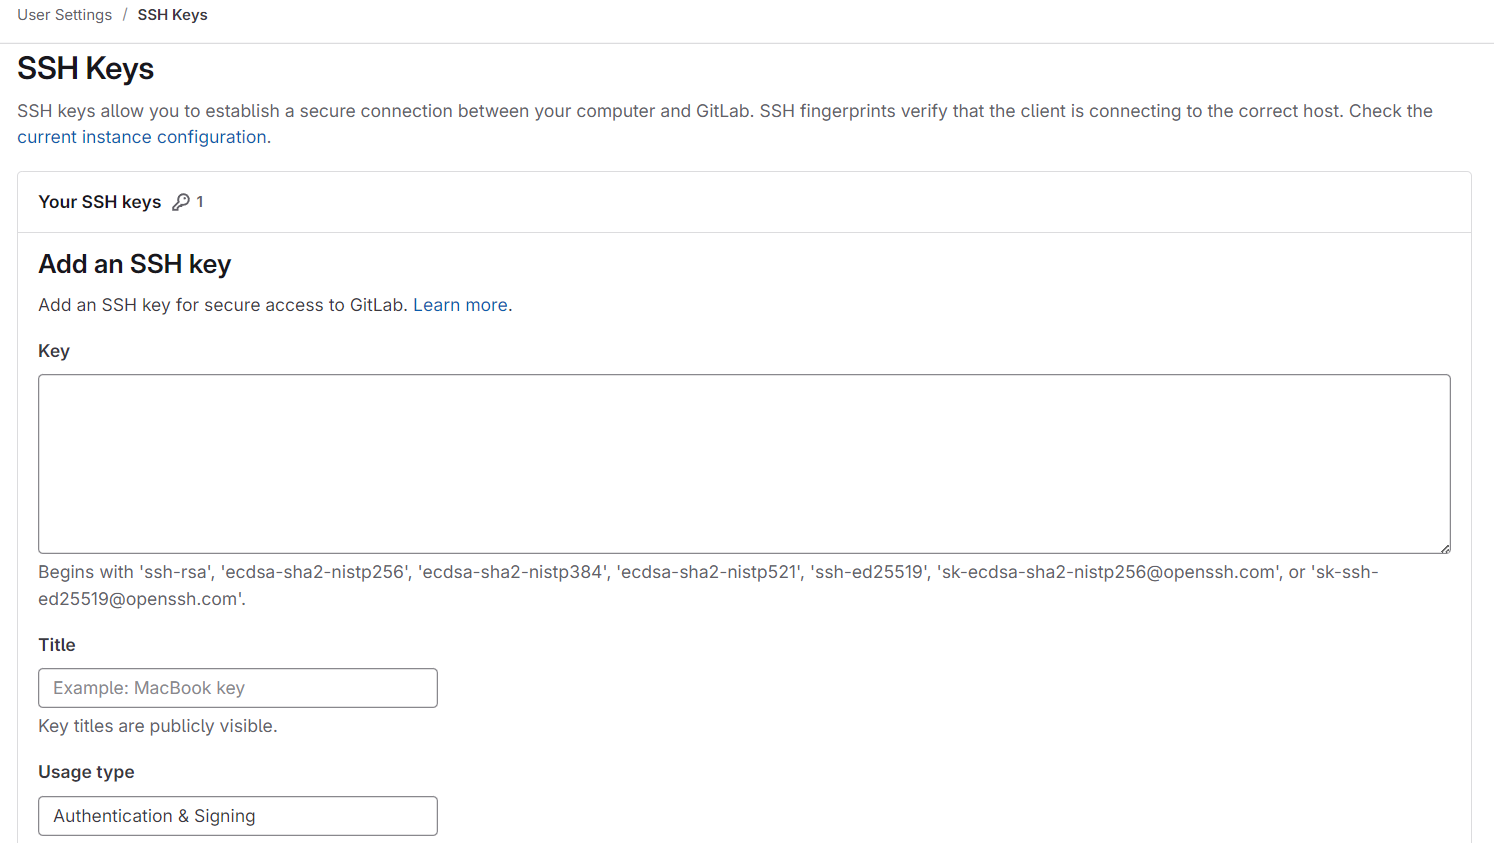 User Settings / SSH Keys
SSH Keys
SSH keys allow you to establish a secure connection between your computer and GitLab. SSH fingerprints verify that the client is connecting to the correct host. Check the
current instance configuration.
Your SSH keys 1
Add an SSH key
Add an SSH key for secure access to GitLab. Learn more.
Key
Begins with 'ssh-rsa', 'ecdsa-sha2-nistp256', 'ecdsa-sha2-nistp384', 'ecdsa-sha2-nistp521', 'ssh-ed25519', 'sk-ecdsa-sha2-nistp256@openssh.com', or 'sk-ssh-
ed25519@openssh.com'.
Title
Example: MacBook key
Key titles are publicly visible.
Usage type
Authentication & Signing